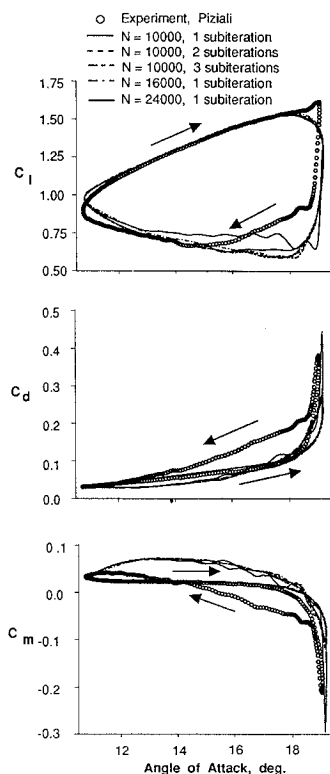 Experiment, Piziali
N = 10000, 1 subiteration
N = 10000, 2 subiterations
N = 10000, 3 subiterations
N = 16000, 1 subiteration
N = 24000, 1 subiteration
1.75
1.50
1.25
C l
1.00
0.75
0.50
0.5
0.4
C d
0.3
0.2
0.1
0.0
0.1
0.0
C m
-0.1
-0.2
-0.3
12 14 16 18
Angle of Attack, deg.